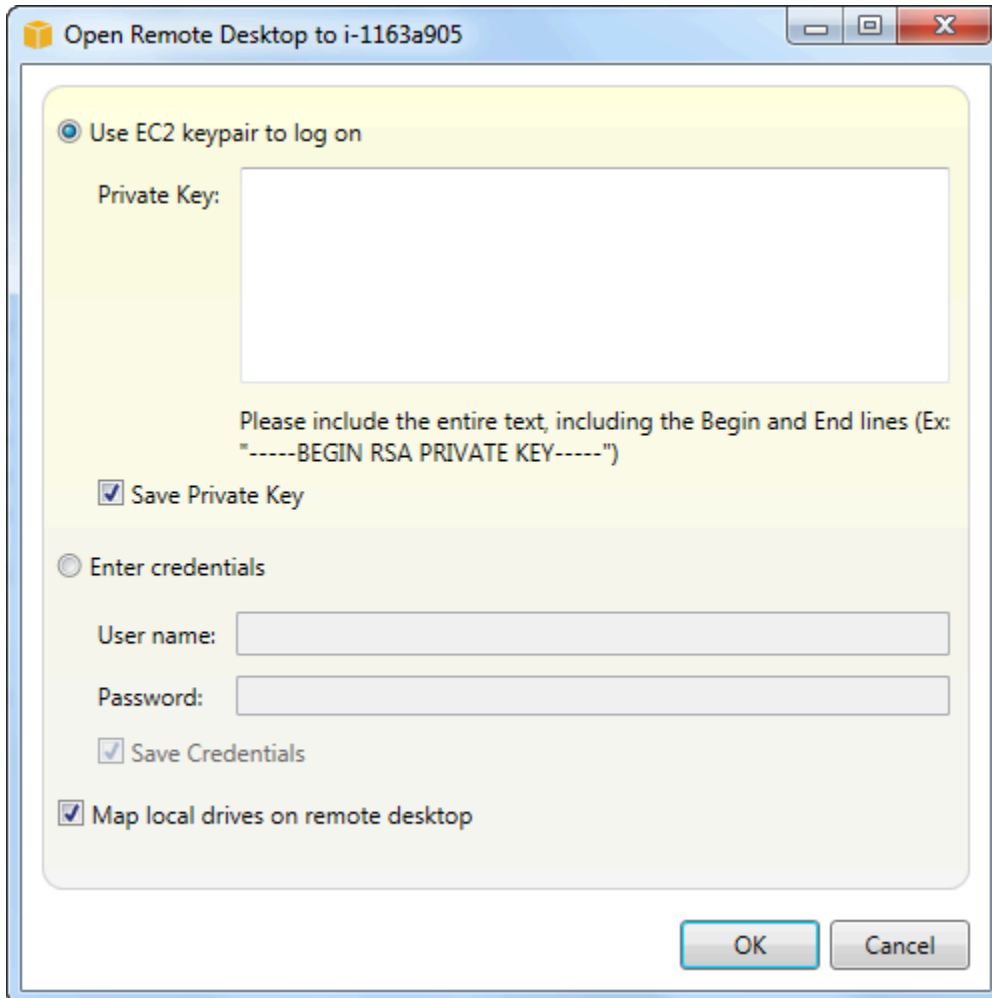 Open Remote Desktop to i-1163a905
Use EC2 keypair to log on
Private Key:
Please include the entire text, including the Begin and End lines (Ex:
"-----BEGIN RSA PRIVATE KEY-----")
Save Private Key
Enter credentials
User name:
Password:
Save Credentials
Map local drives on remote desktop
OK Cancel